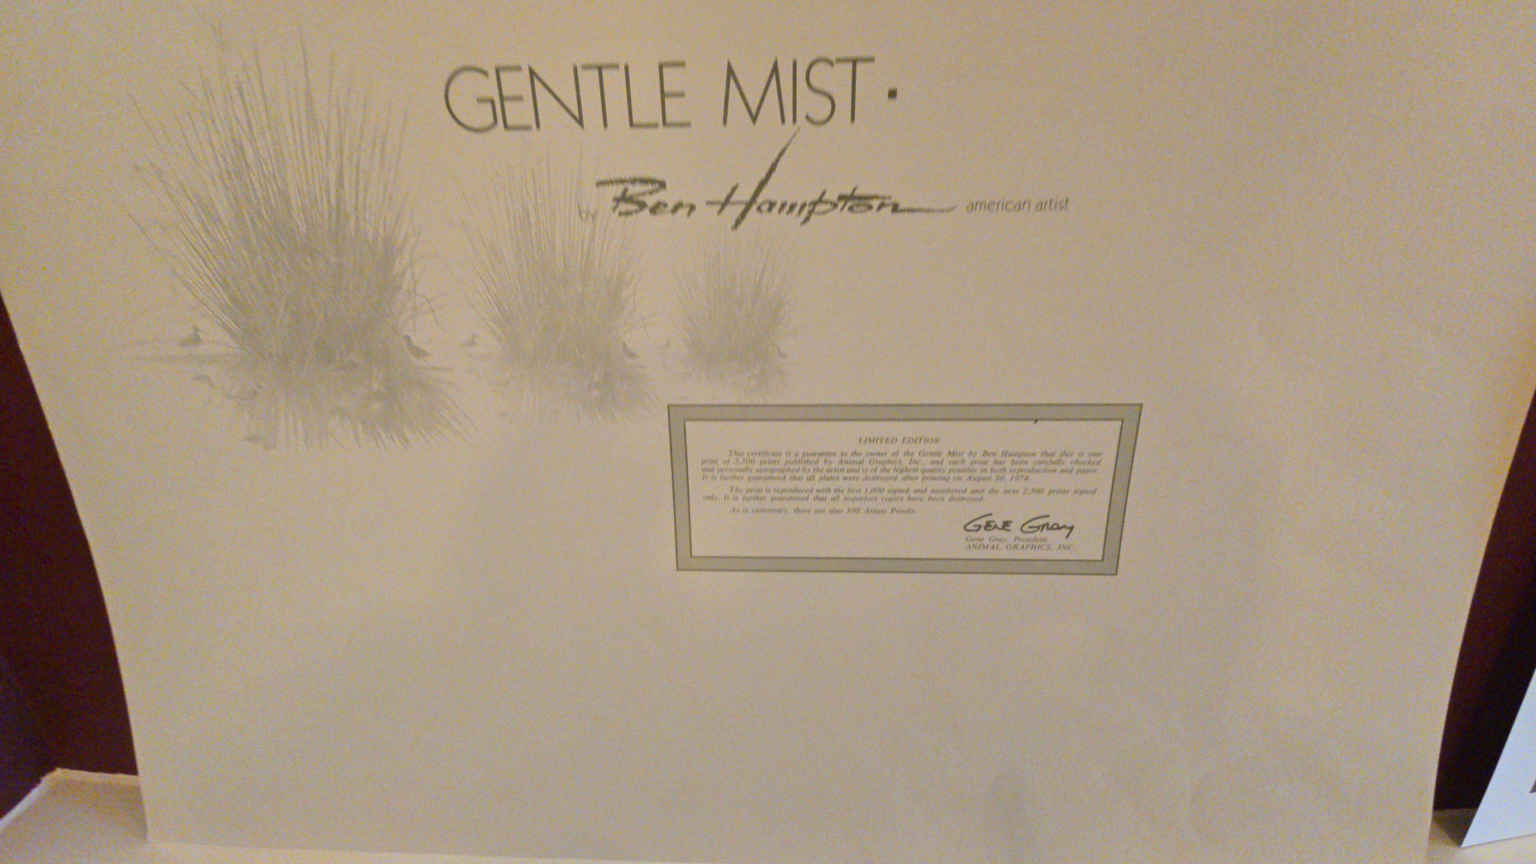 GENTLE MIST ·
by Ben Hampton american artist
LIMITED EDITION
This certificate is a guarantee to the owner of the Gentle Mist by Ben Hampton that this is one
print of 3,500 prints published by Animal Graphics, Inc., and each print has been carefully checked
and personally autographed by the artist and is of the highest quality possible in both reproduction and paper.
It is further guaranteed that all plates were destroyed after printing on August 30, 1978.
The print is reproduced with the first 1,000 signed and numbered and the next 2,500 prints signed
only. It is further guaranteed that all imperfect copies have been destroyed.
As is customary, there are also Artists Proofs.
Gene Gray
Gene Gray, President
ANIMAL GRAPHICS, INC.